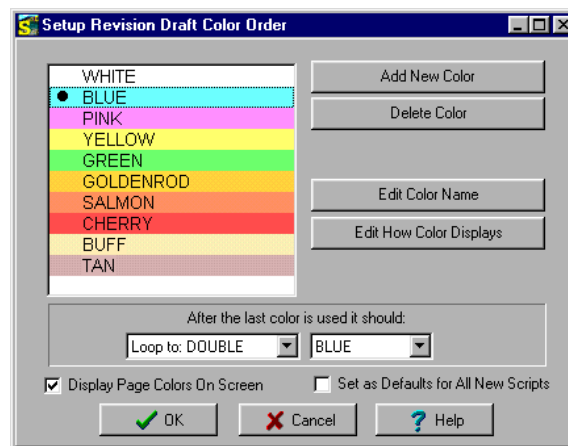 Setup Revision Draft Color Order
WHITE
BLUE
PINK
YELLOW
GREEN
GOLDENROD
SALMON
CHERRY
BUFF
TAN
Add New Color
Delete Color
Edit Color Name
Edit How Color Displays
After the last color is used it should:
Loop to: DOUBLE BLUE
Display Page Colors On Screen Set as Defaults for All New Scripts
OK Cancel Help